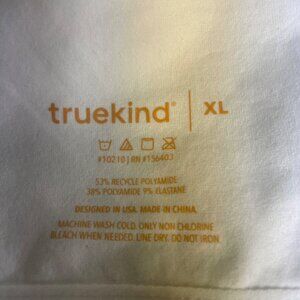 truekind® | XL
#10210 | RN #156403
53% RECYCLE POLYAMIDE
38% POLYAMIDE 9% ELASTANE
DESIGNED IN USA. MADE IN CHINA.
MACHINE WASH COLD. ONLY NON CHLORINE
BLEACH WHEN NEEDED. LINE DRY. DO NOT IRON.